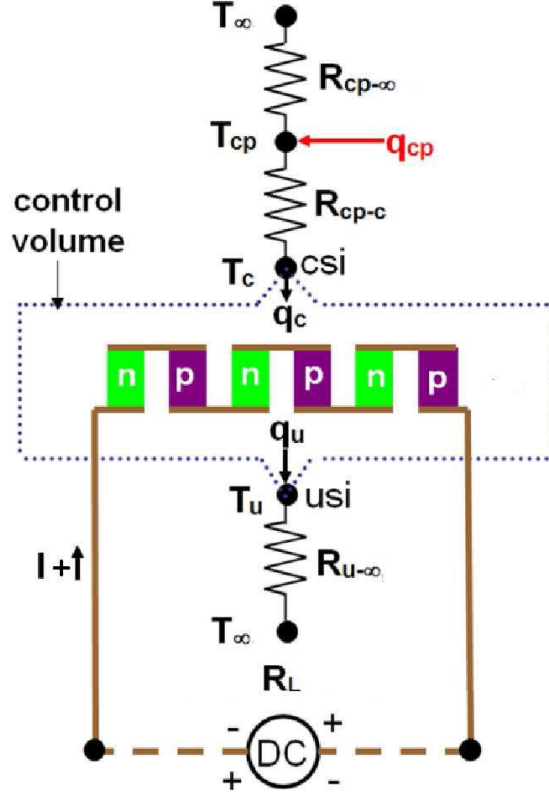 T∞
Rcp-∞
Tcp
qcp
Rcp-c
control
volume
Tc
csi
qc
n p n p n p
qu
Tu
usi
I +
Ru-∞
T∞
RL
- +
DC
+ -